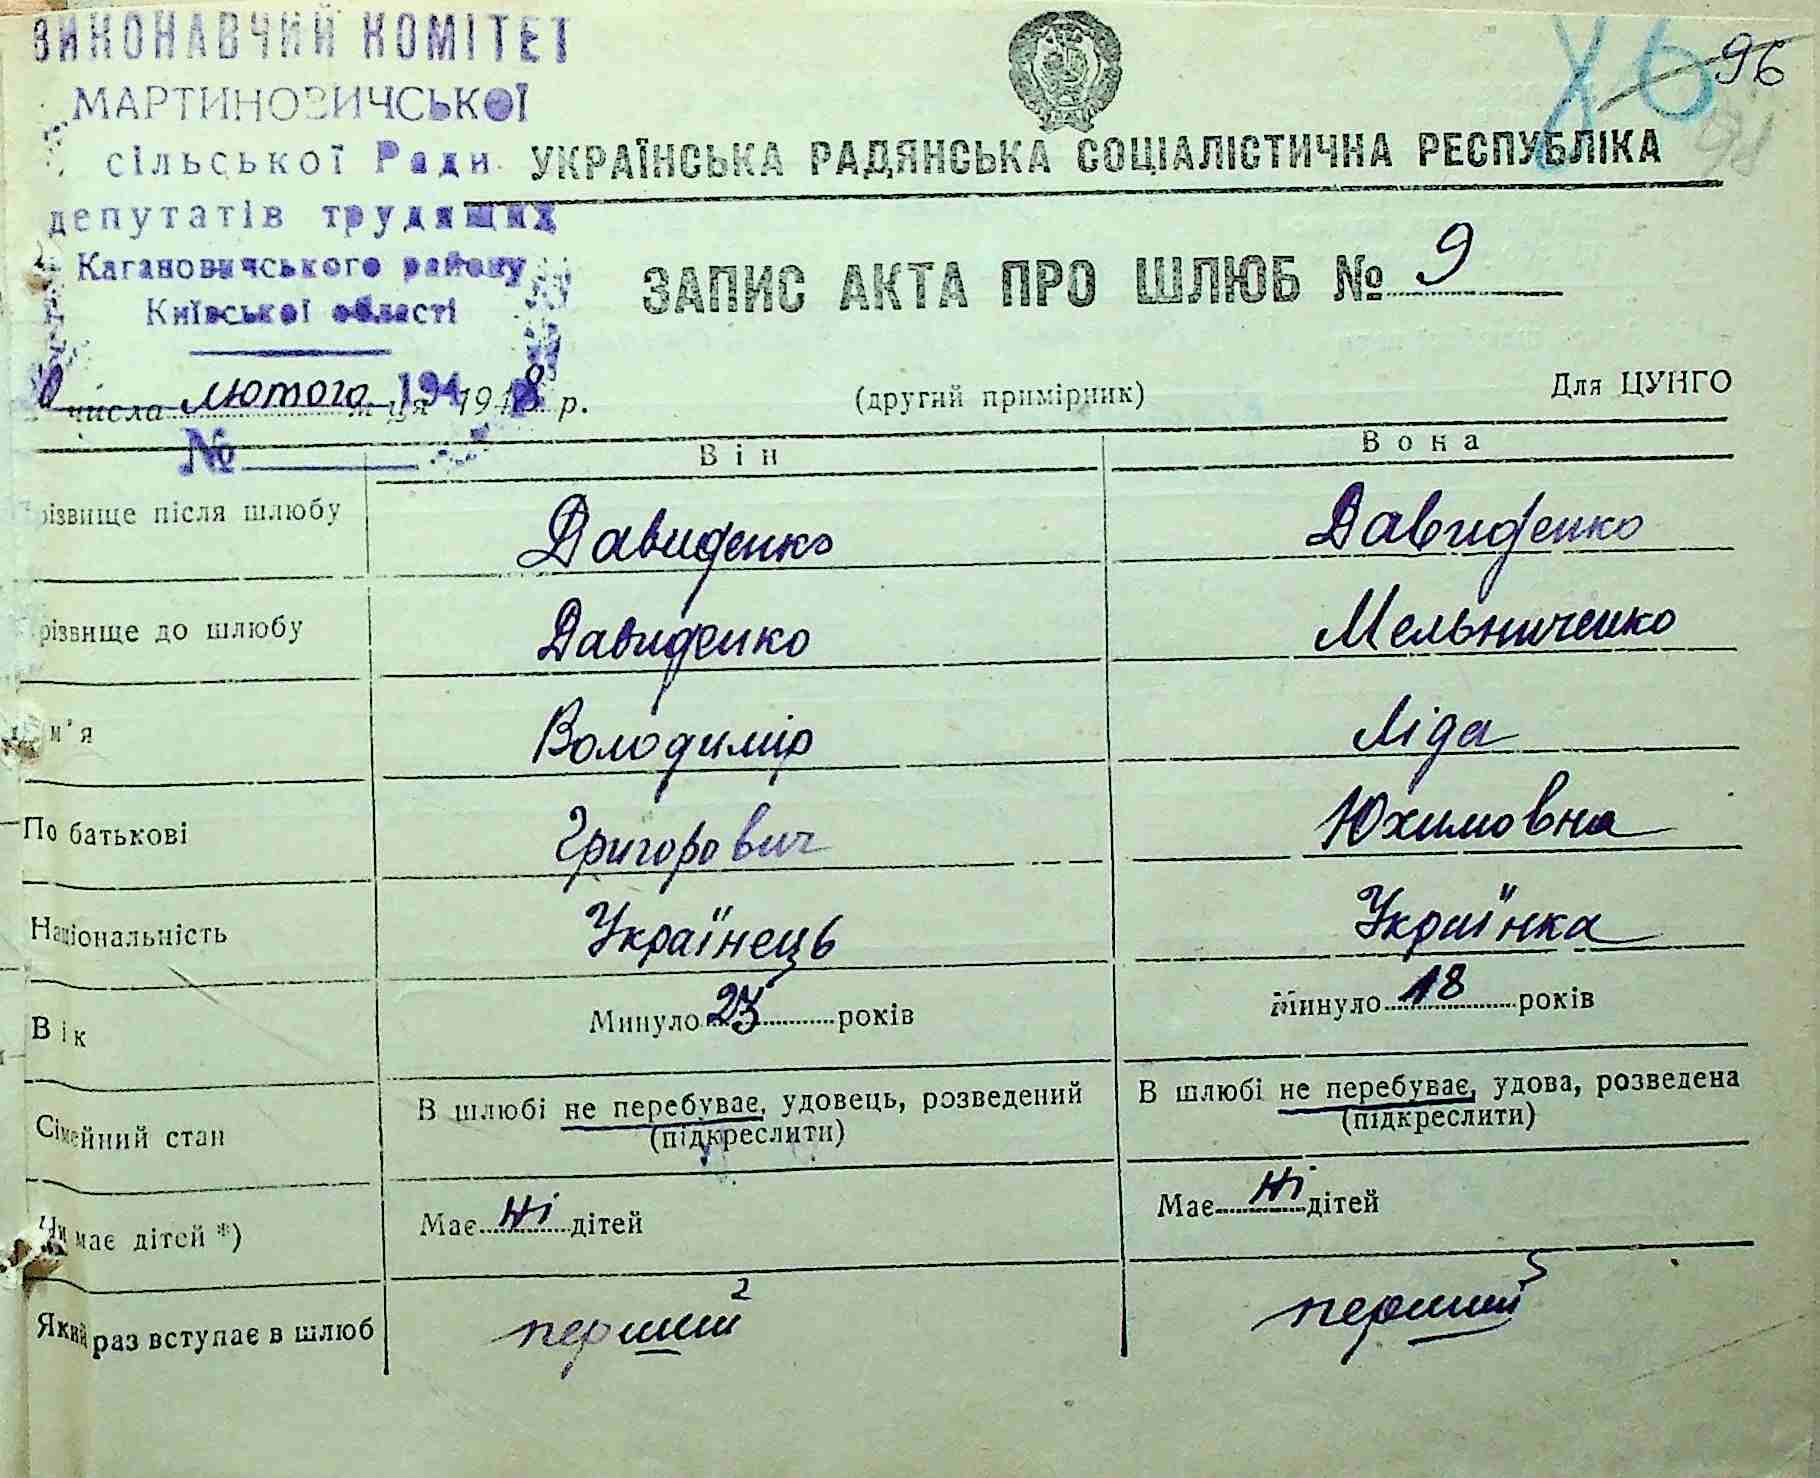 ВИКОНАВЧИЙ КОМІТЕТ
МАРТИНОВИЧСЬКОЇ
сільської Ради
депутатів трудящих
Кагановичського району
Київської області
96
УКРАЇНСЬКА РАДЯНСЬКА СОЦІАЛІСТИЧНА РЕСПУБЛІКА
ЗАПИС АКТА ПРО ШЛЮБ № 9
числа лютого м-ця 1948 р.
(другий примірник)
Для ЦУНГО
№
Він Вона
Прізвище після шлюбу Давиденко Давиденко
Прізвище до шлюбу Давиденко Мельниченко
Ім'я Володимір Ліда
По батькові Григорович Юхимовна
Національність Українець Українка
Вік Минуло років Минуло 18 років
Сімейний стан В шлюбі не перебуває, удовець, розведений В шлюбі не перебуває, удова, розведена
(підкреслити) (підкреслити)
Чи має дітей *) Має ні дітей Має ні дітей
Який раз вступає в шлюб перший перший